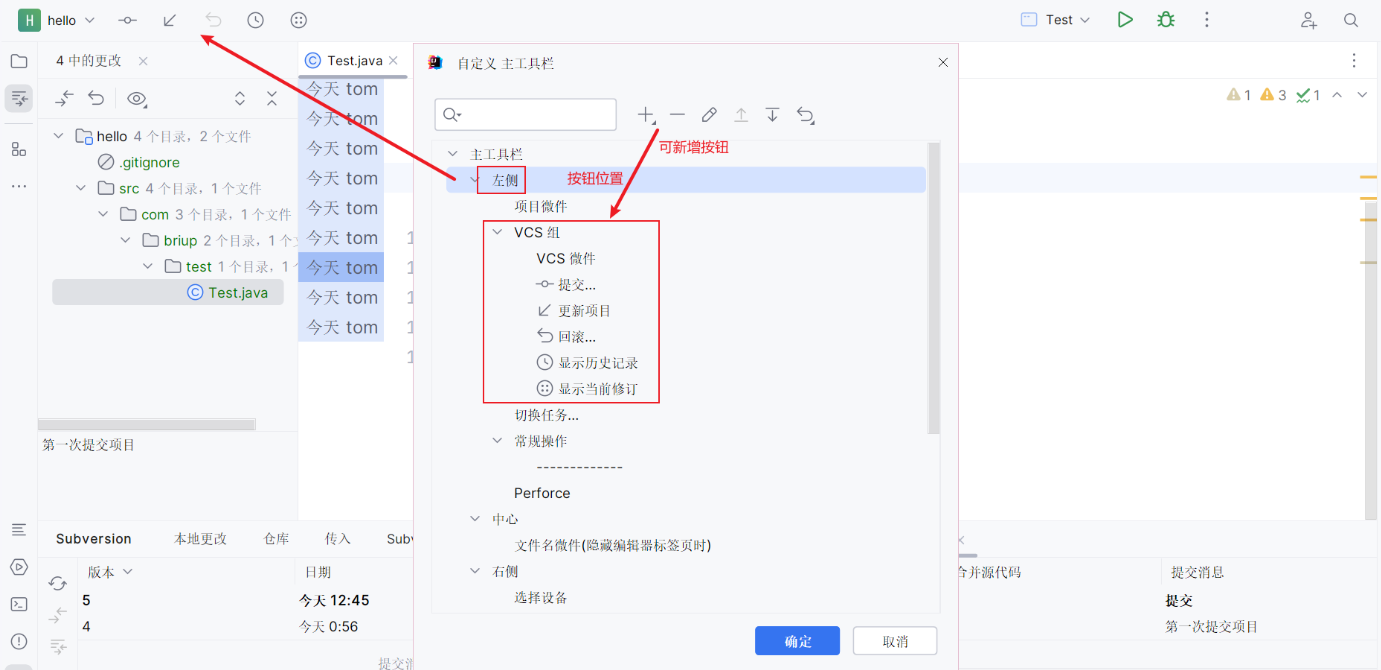 H hello
Test
4 中的更改
Test.java
自定义 主工具栏
1 3 1
hello 4 个目录，2 个文件
.gitignore
src 4 个目录，1 个文件
com 3 个目录，1 个文件
briup 2 个目录，1 个
test 1 个目录，1
Test.java
今天 tom
今天 tom
今天 tom
今天 tom
今天 tom
今天 tom
今天 tom
今天 tom
今天 tom
1
1
1
1
1
可新增按钮
主工具栏
左侧
按钮位置
项目微件
VCS 组
VCS 微件
提交...
更新项目
回滚...
显示历史记录
显示当前修订
切换任务...
常规操作
-------------
Perforce
中心
文件名微件(隐藏编辑器标签页时)
右侧
选择设备
确定
取消
第一次提交项目
Subversion 本地更改 仓库 传入 Subv
版本 日期 合并源代码 提交消息
5 今天 12:45 提交
4 今天 0:56 第一次提交项目
提交消